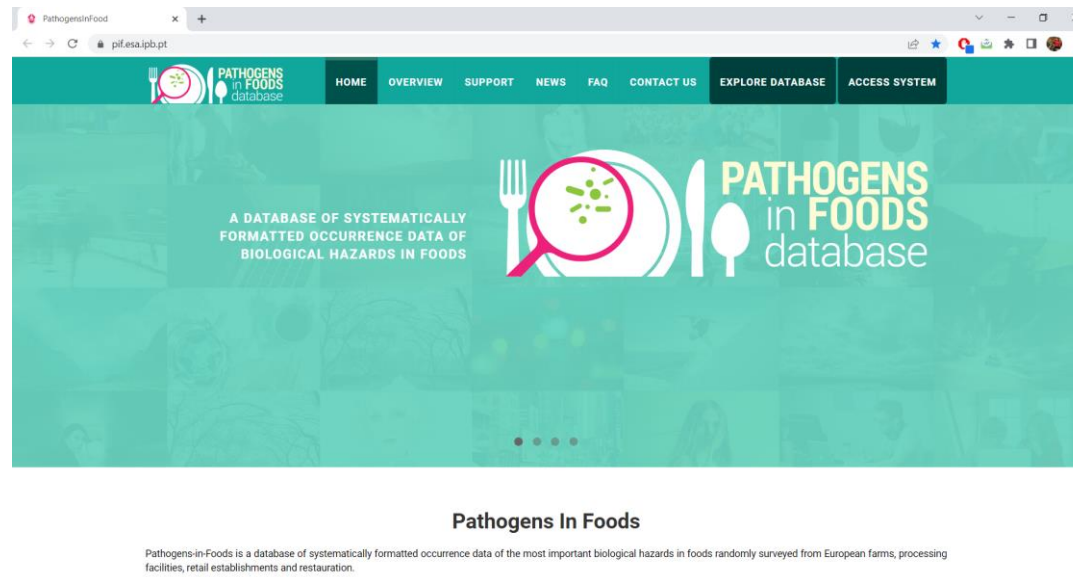 PathogensInFood
pif.esa.ipb.pt
PATHOGENS
in FOODS
database
HOME OVERVIEW SUPPORT NEWS FAQ CONTACT US EXPLORE DATABASE ACCESS SYSTEM
A DATABASE OF SYSTEMATICALLY
FORMATTED OCCURRENCE DATA OF
BIOLOGICAL HAZARDS IN FOODS
PATHOGENS
in FOODS
database
Pathogens In Foods
Pathogens-in-Foods is a database of systematically formatted occurrence data of the most important biological hazards in foods randomly surveyed from European farms, processing
facilities, retail establishments and restauration.